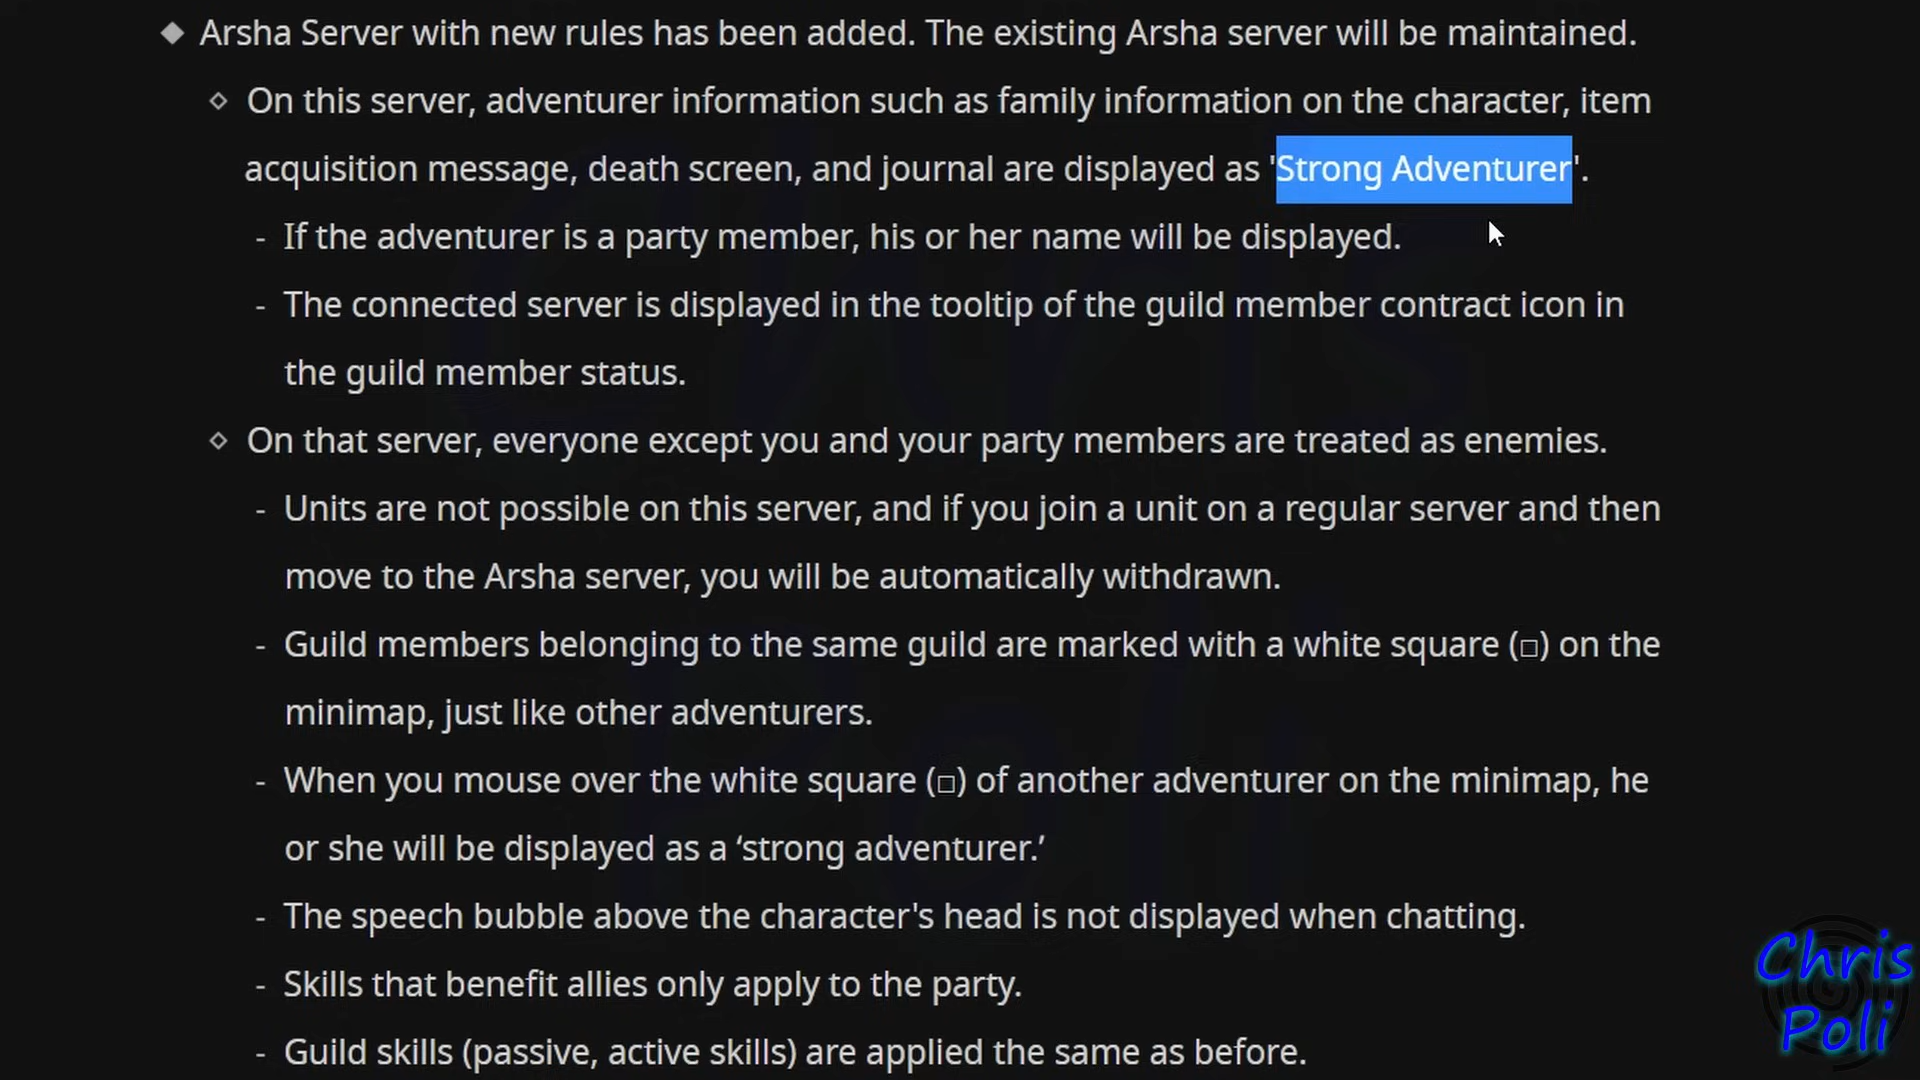 ◆ Arsha Server with new rules has been added. The existing Arsha server will be maintained.
◇ On this server, adventurer information such as family information on the character, item
acquisition message, death screen, and journal are displayed as 'Strong Adventurer'.
- If the adventurer is a party member, his or her name will be displayed.
- The connected server is displayed in the tooltip of the guild member contract icon in
the guild member status.
◇ On that server, everyone except you and your party members are treated as enemies.
- Units are not possible on this server, and if you join a unit on a regular server and then
move to the Arsha server, you will be automatically withdrawn.
- Guild members belonging to the same guild are marked with a white square (□) on the
minimap, just like other adventurers.
- When you mouse over the white square (□) of another adventurer on the minimap, he
or she will be displayed as a ‘strong adventurer.’
- The speech bubble above the character's head is not displayed when chatting.
- Skills that benefit allies only apply to the party.
- Guild skills (passive, active skills) are applied the same as before.
Chris
Poli